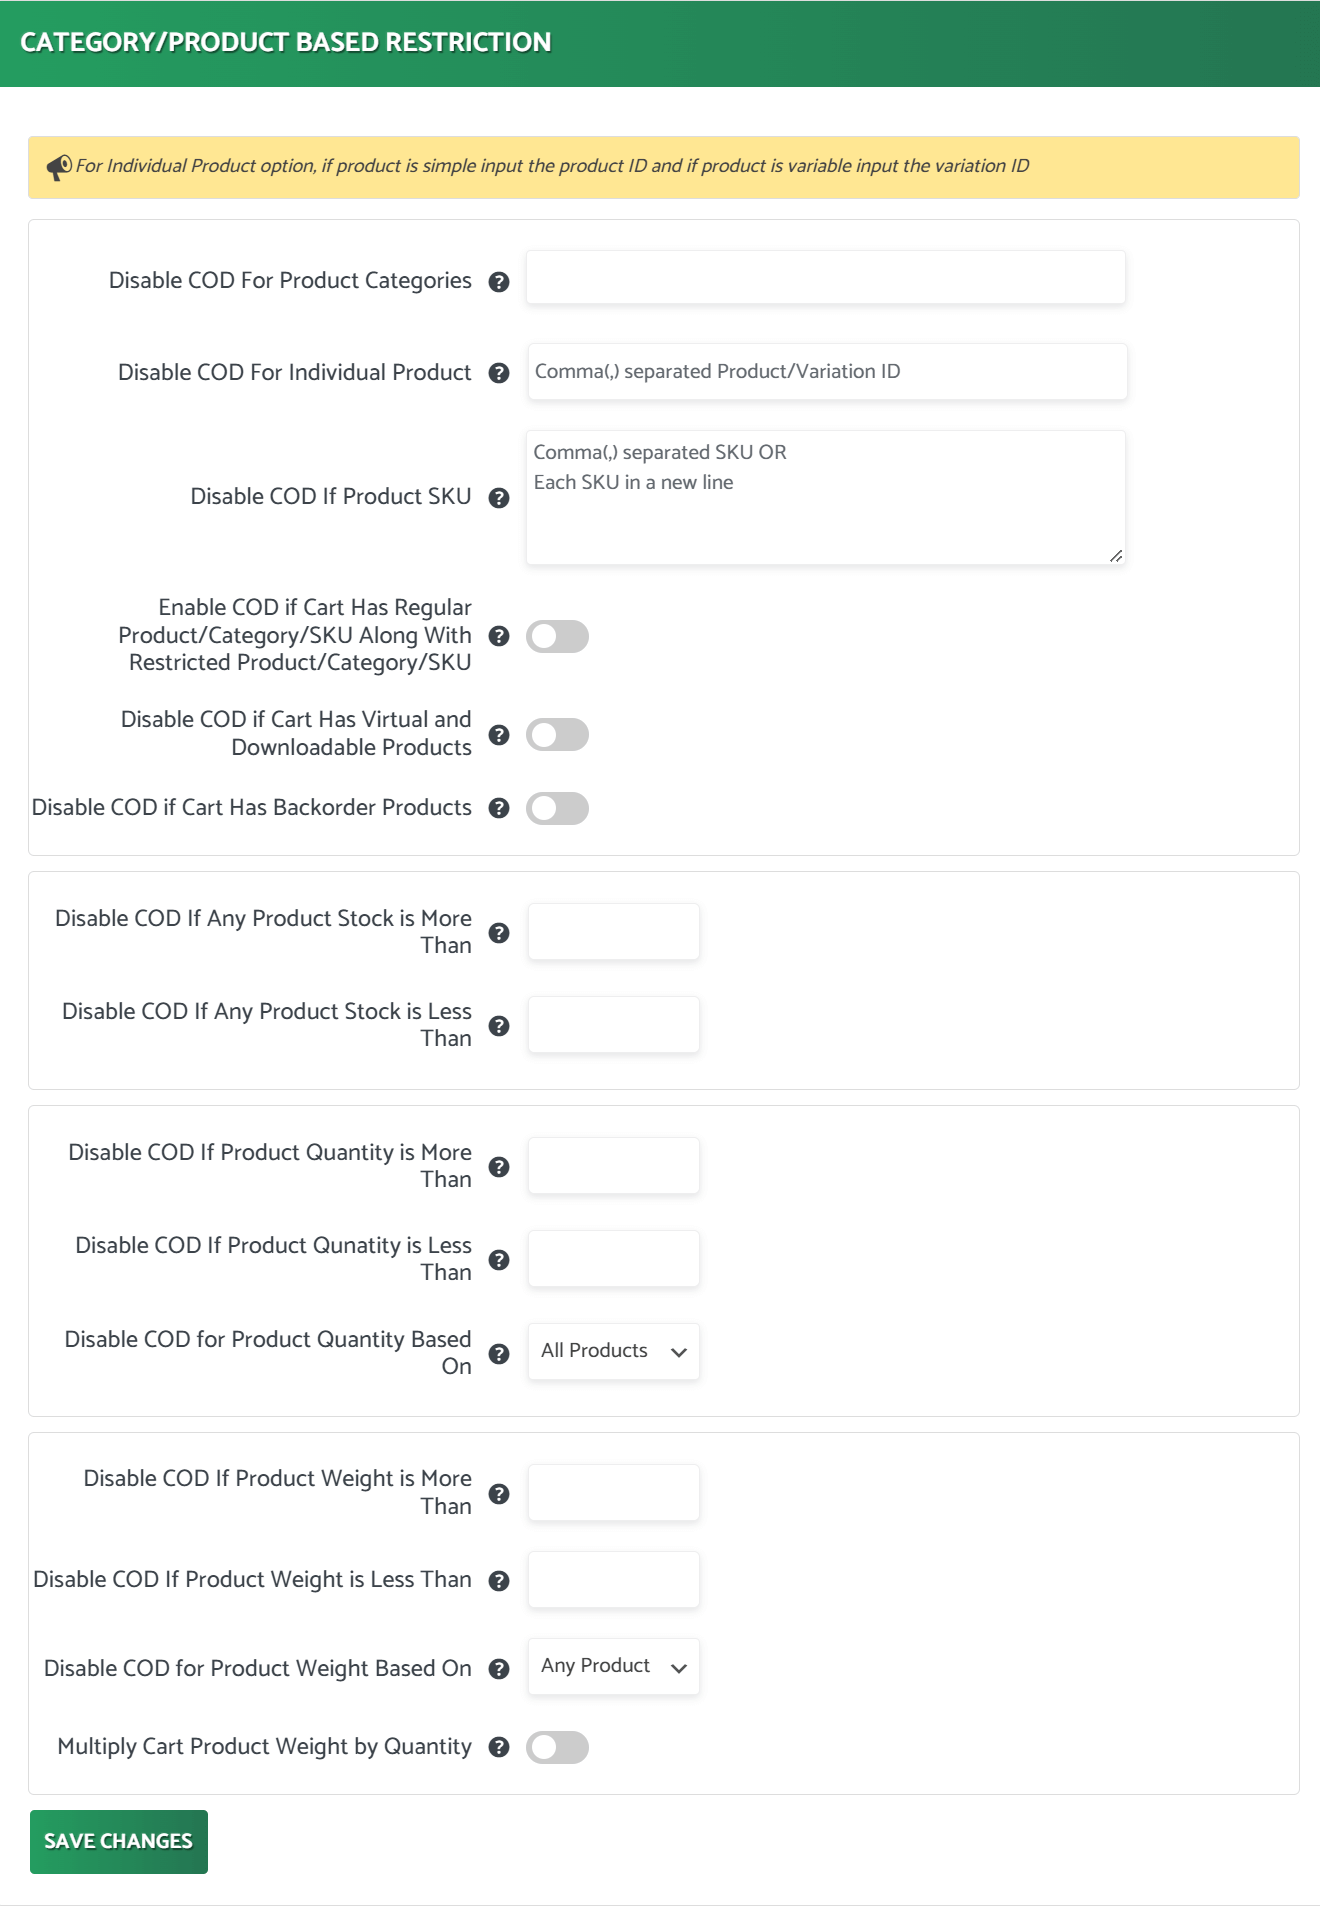 CATEGORY/PRODUCT BASED RESTRICTION
For Individual Product option, if product is simple input the product ID and if product is variable input the variation ID
Disable COD For Product Categories
Disable COD For Individual Product
Comma(,) separated Product/Variation ID
Comma(,) separated SKU OR
Each SKU in a new line
Disable COD If Product SKU
Enable COD if Cart Has Regular
Product/Category/SKU Along With
Restricted Product/Category/SKU
Disable COD if Cart Has Virtual and
Downloadable Products
Disable COD if Cart Has Backorder Products
Disable COD If Any Product Stock is More
Than
Disable COD If Any Product Stock is Less
Than
Disable COD If Product Quantity is More
Than
Disable COD If Product Qunatity is Less
Than
Disable COD for Product Quantity Based
On
All Products
Disable COD If Product Weight is More
Than
Disable COD If Product Weight is Less Than
Disable COD for Product Weight Based On
Any Product
Multiply Cart Product Weight by Quantity
SAVE CHANGES